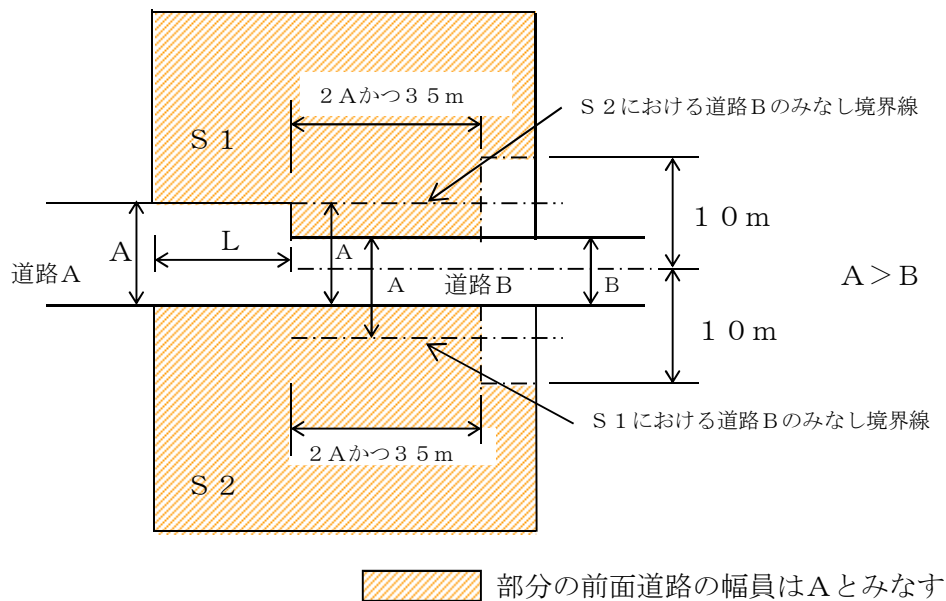 ２Ａかつ３５ｍ
Ｓ２における道路Ｂのみなし境界線
Ｓ１
１０ｍ
Ａ
Ｌ
Ａ
道路Ａ
Ａ
道路Ｂ
Ｂ
Ａ＞Ｂ
１０ｍ
Ｓ１における道路Ｂのみなし境界線
２Ａかつ３５ｍ
Ｓ２
部分の前面道路の幅員はＡとみなす